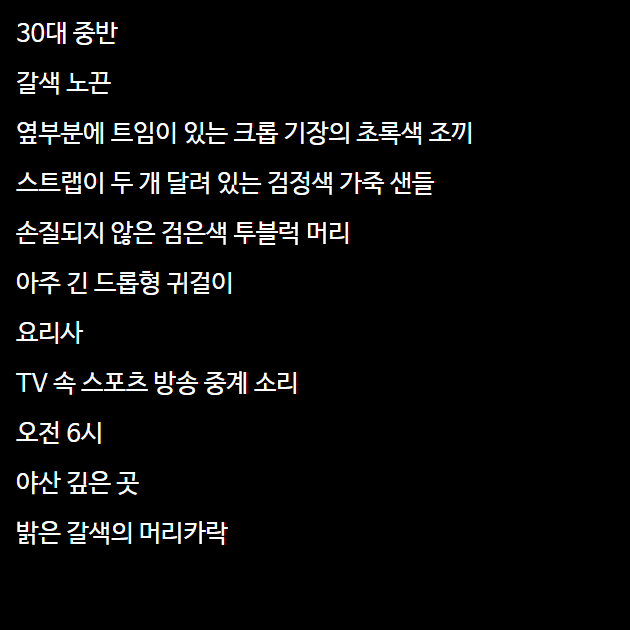 30대 중반
갈색 노끈
옆부분에 트임이 있는 크롭 기장의 초록색 조끼
스트랩이 두 개 달려 있는 검정색 가죽 샌들
손질되지 않은 검은색 투블럭 머리
아주 긴 드롭형 귀걸이
요리사
TV 속 스포츠 방송 중계 소리
오전 6시
야산 깊은 곳
밝은 갈색의 머리카락